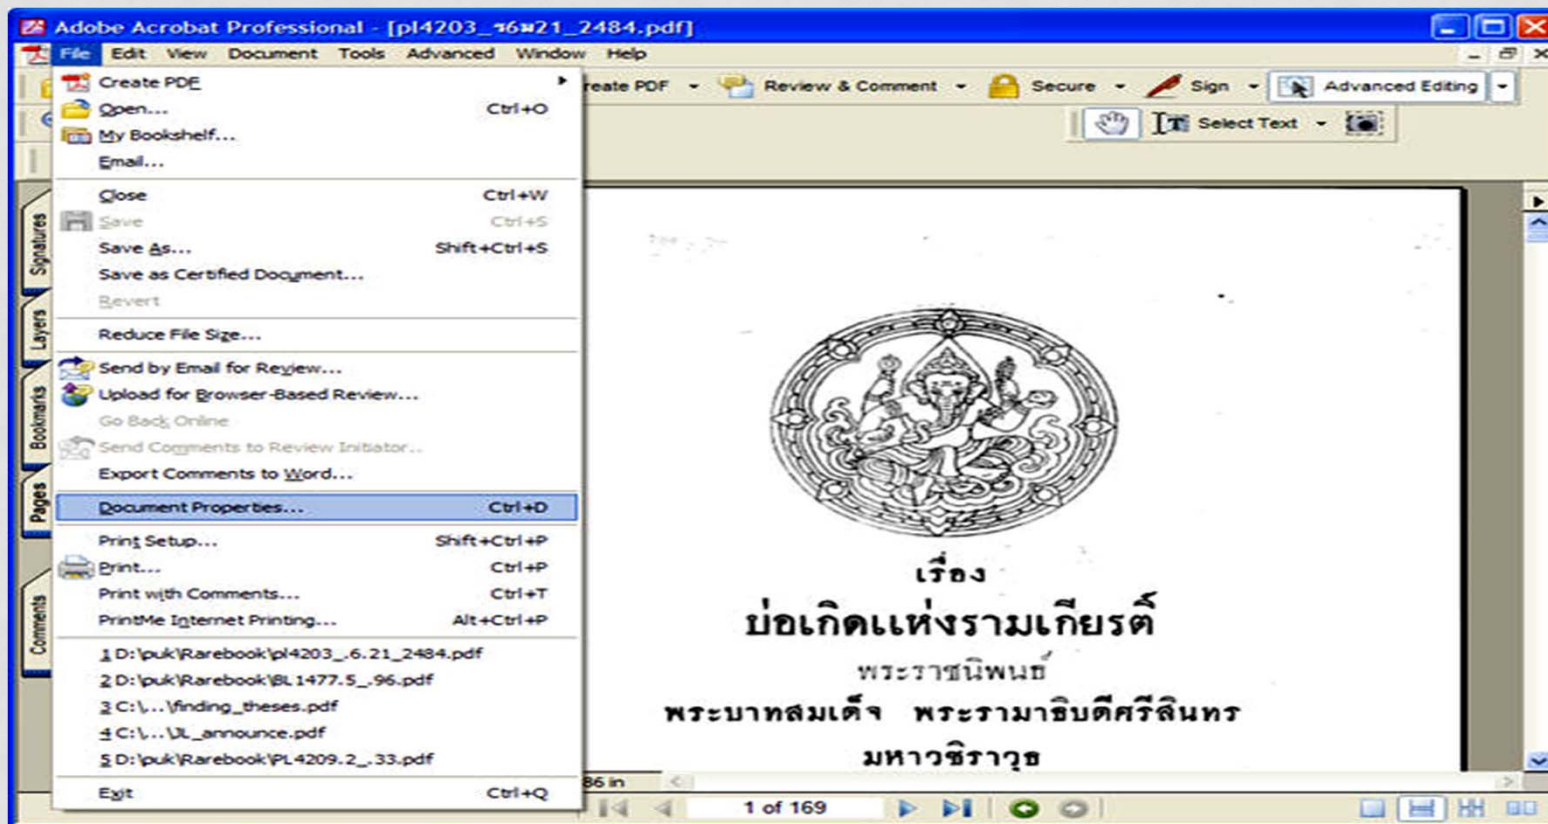 Adobe Acrobat Professional - [pl4203_ร6ม21_2484.pdf]
File Edit View Document Tools Advanced Window Help
Create PDF
reate PDF Review & Comment Secure Sign Advanced Editing
Open... Ctrl+O
Select Text
My Bookshelf...
Email...
Close Ctrl+W
Save Ctrl+S
Save As... Shift+Ctrl+S
Save as Certified Document...
Revert
Reduce File Size...
Send by Email for Review...
Upload for Browser-Based Review...
Go Back Online
Send Comments to Review Initiator..
Export Comments to Word...
Document Properties... Ctrl+D
Print Setup... Shift+Ctrl+P
Print... Ctrl+P
Print with Comments... Ctrl+T
PrintMe Internet Printing... Alt+Ctrl+P
1 D:\puk\Rarebook\pl4203_.6.21_2484.pdf
2 D:\puk\Rarebook\BL1477.5_.96.pdf
3 C:\...\finding_theses.pdf
4 C:\...\JL_announce.pdf
5 D:\puk\Rarebook\PL4209.2_.33.pdf
Exit Ctrl+Q
Signatures
Layers
Bookmarks
Pages
Comments
เรื่อง
บ่อเกิดแห่งรามเกียรติ์
พระราชนิพนธ์
พระบาทสมเด็จ พระรามาธิบดีศรีสินทร
มหาวชิราวุธ
86 in
1 of 169